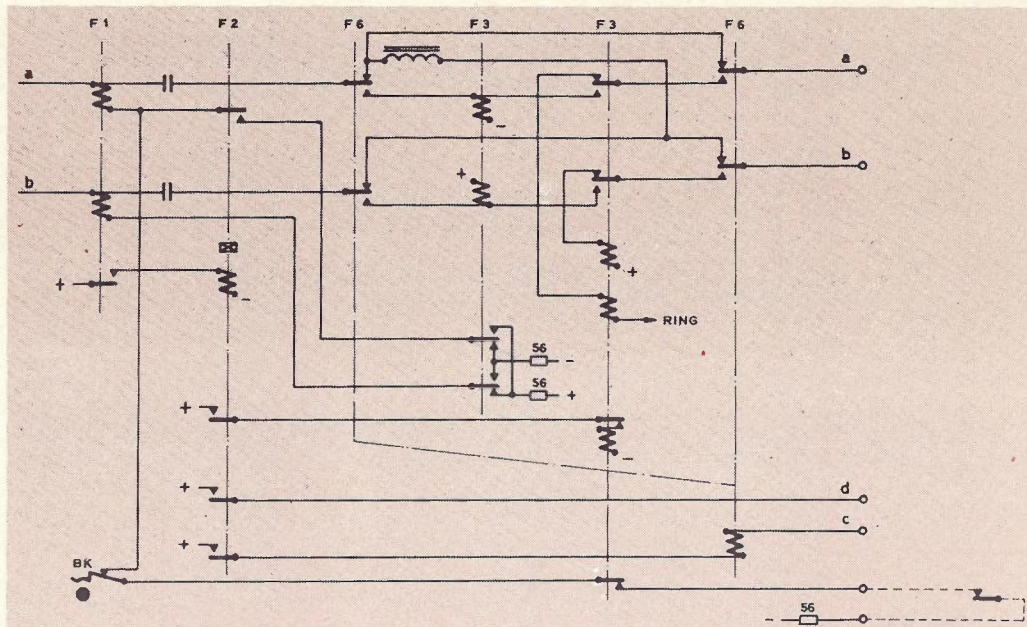 F1 F2 F6 F3 F3 F6
a a
b b
+
+ -
+
-
RING
56 -
56 +
+
-
+ d
c
+
BK
- 56